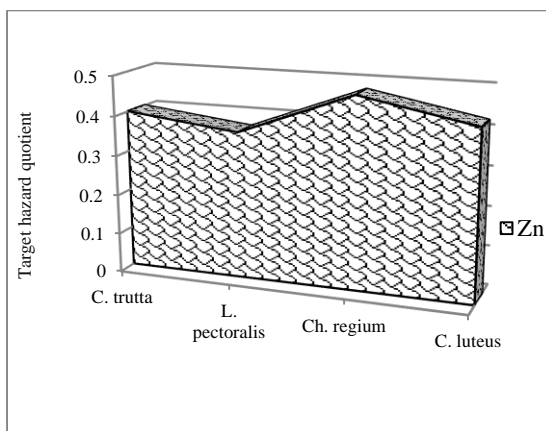 Target hazard quotient
0.5
0.4
0.3
0.2
0.1
0
C. trutta
L.
pectoralis
Ch. regium
C. luteus
Zn